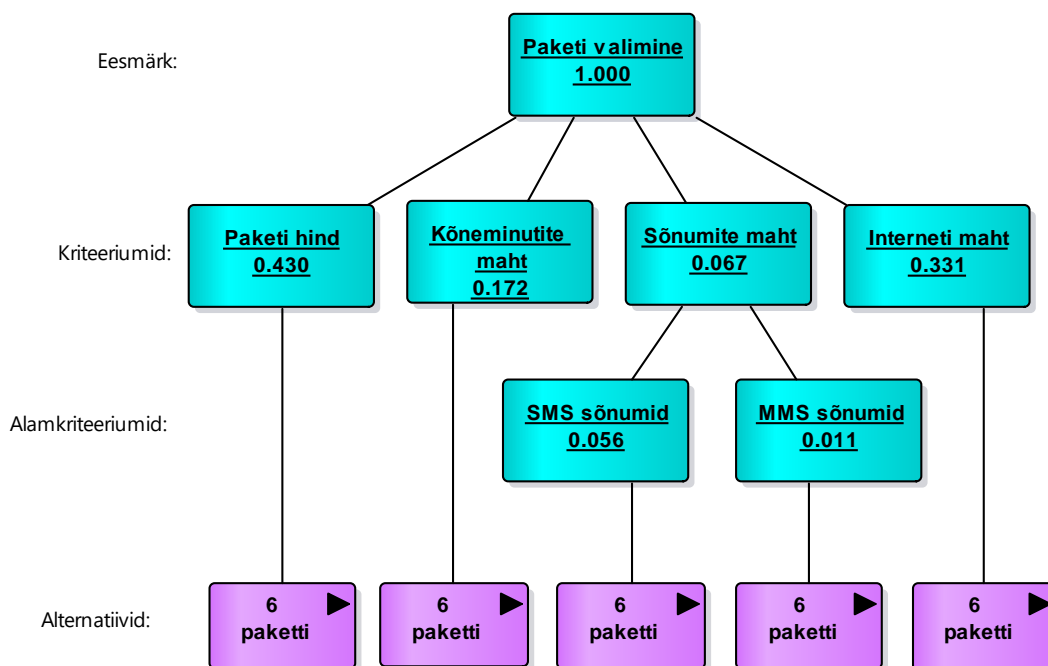 Eesmärk:
Paketi valimine
1.000
Kriteeriumid:
Paketi hind
0.430
Kõneminutite
maht
0.172
Sõnumite maht
0.067
Interneti maht
0.331
Alamkriteeriumid:
SMS sõnumid
0.056
MMS sõnumid
0.011
Alternatiivid:
6
paketti
6
paketti
6
paketti
6
paketti
6
paketti